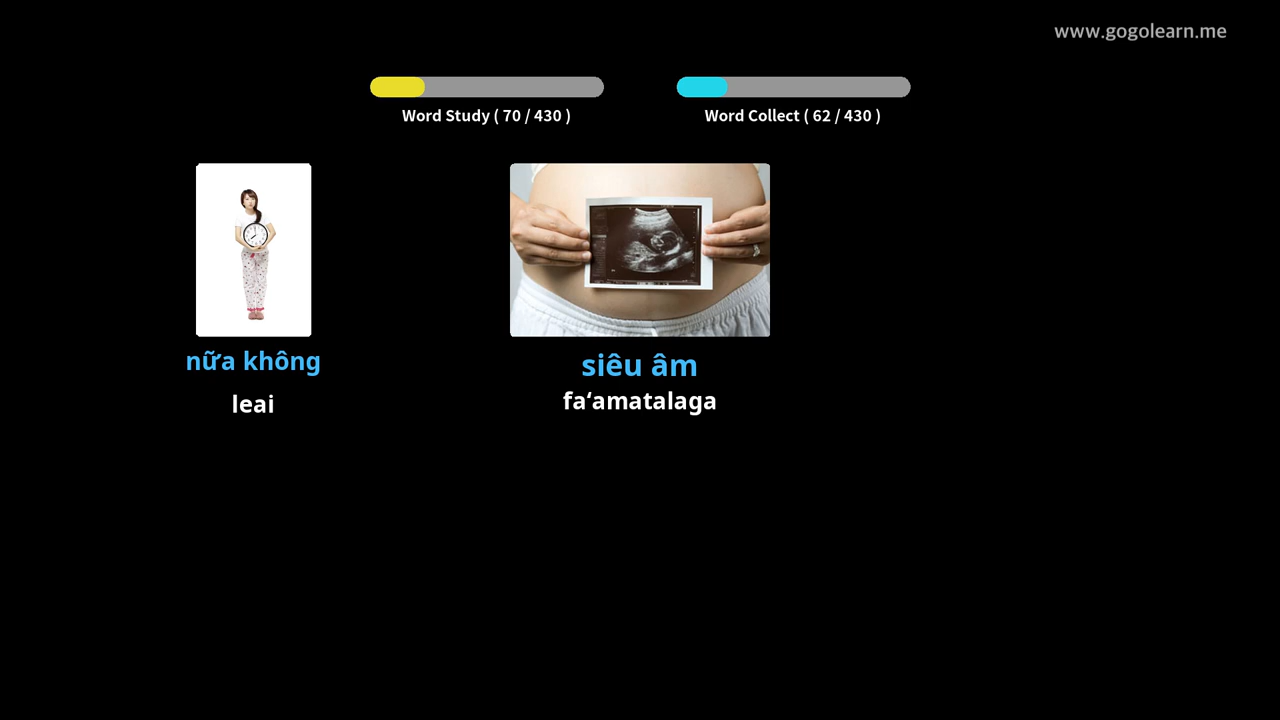 www.gogolearn.me
Word Study ( 70 / 430 )
Word Collect ( 62 / 430 )
nữa không
leai
siêu âm
fa‘amatalaga